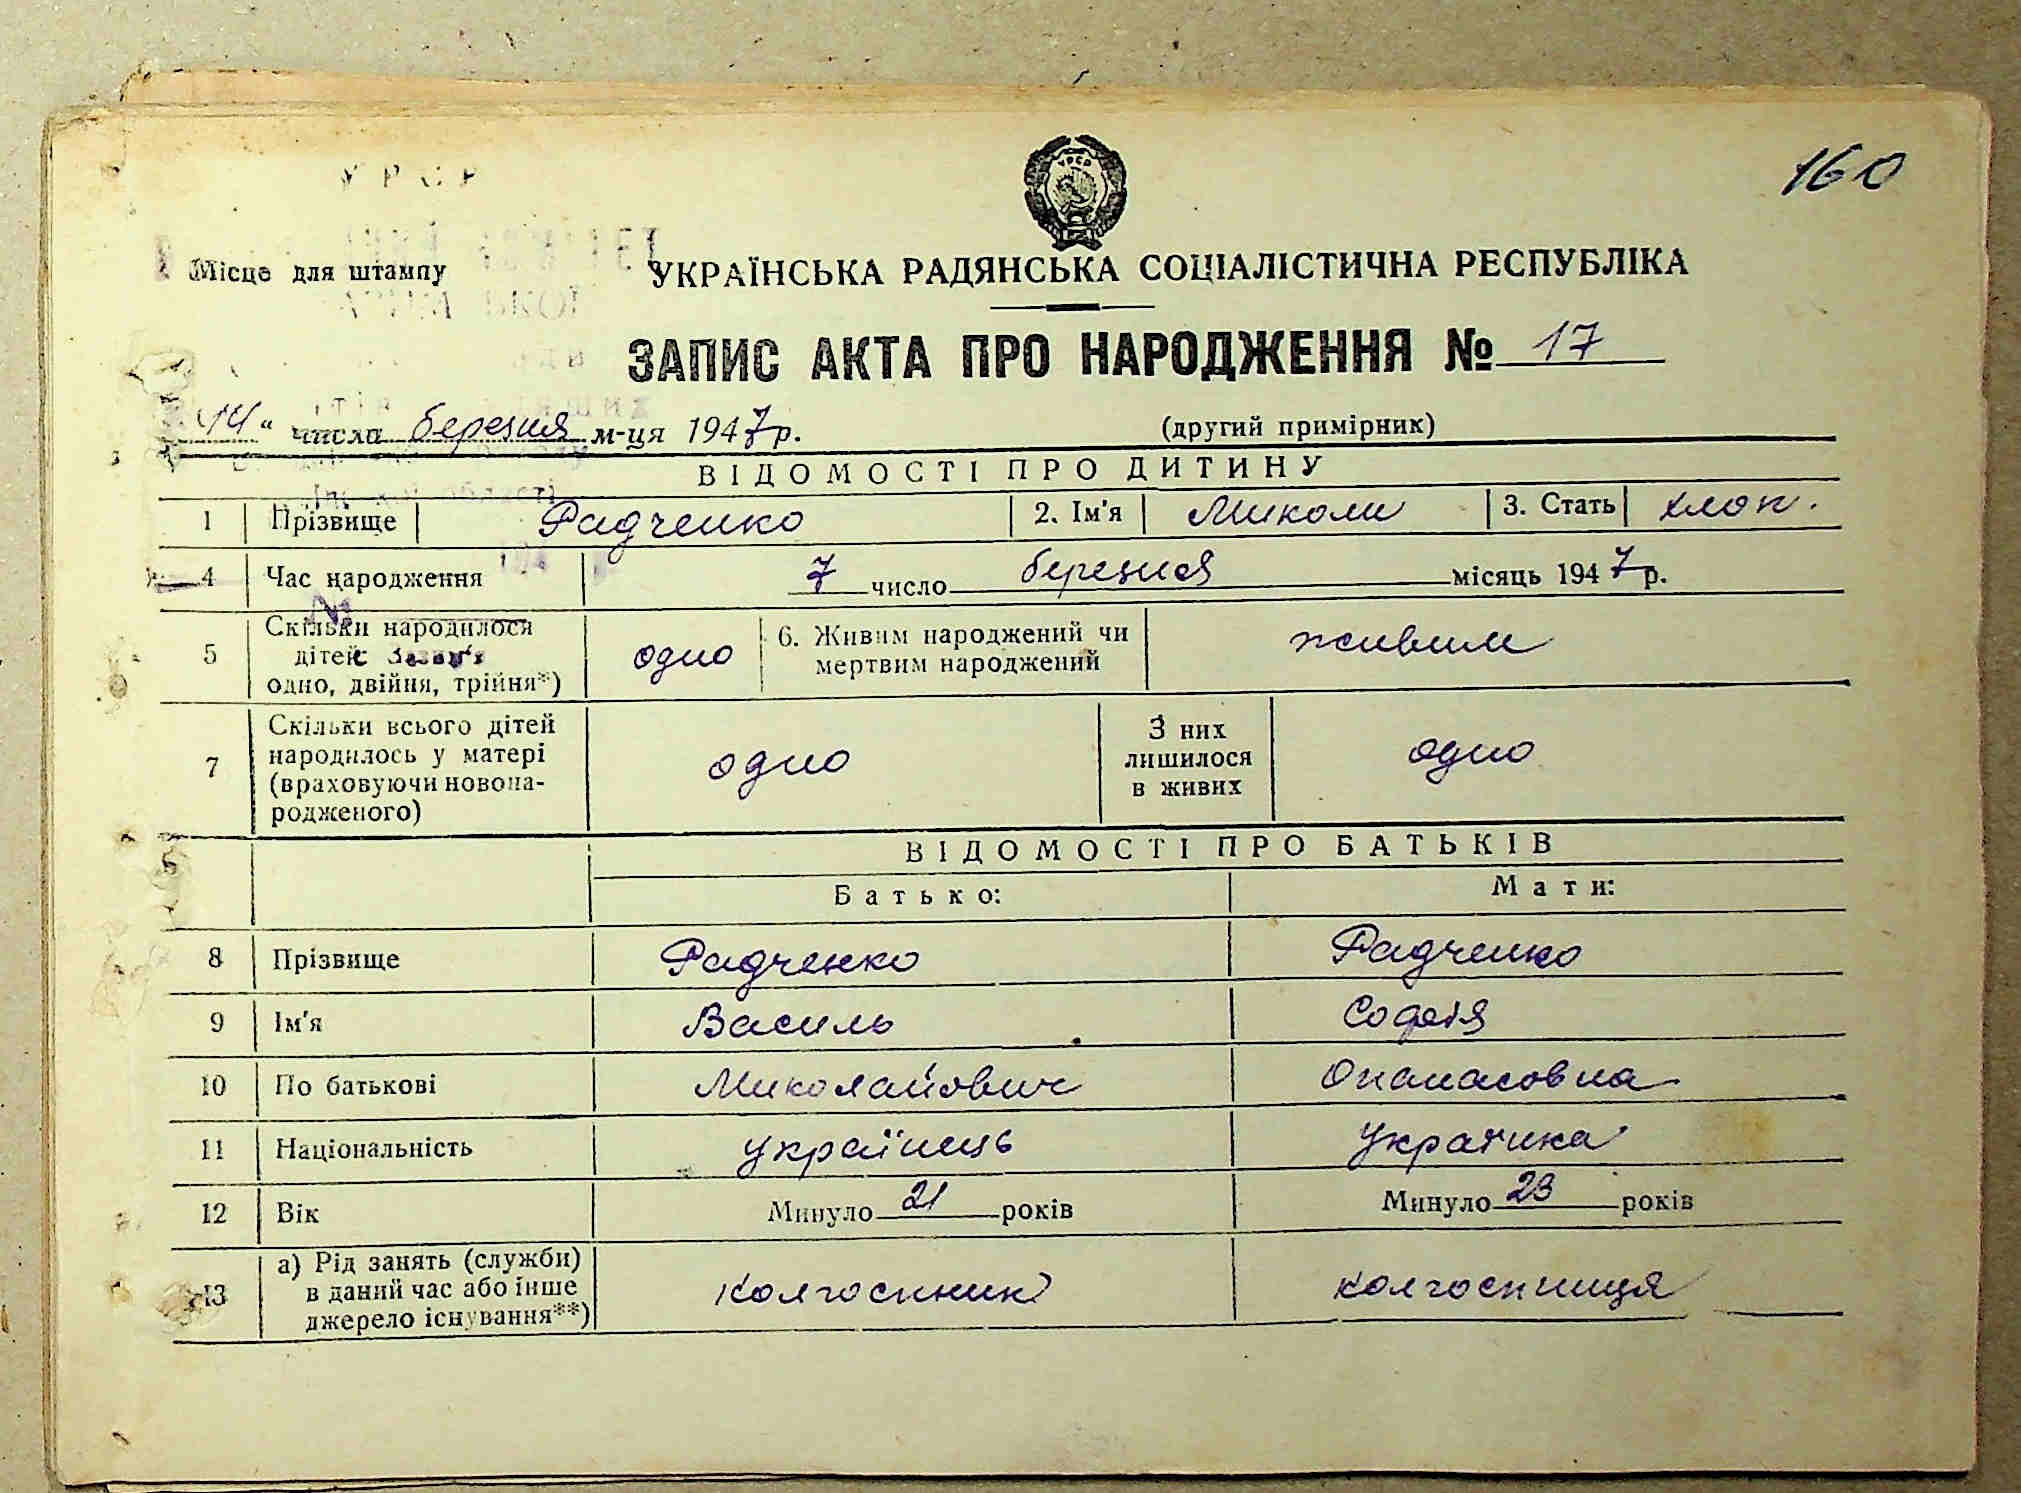 160
УРСР
Місце для штампу
УКРАЇНСЬКА РАДЯНСЬКА СОЦІАЛІСТИЧНА РЕСПУБЛІКА
ЗАПИС АКТА ПРО НАРОДЖЕННЯ № 17
14 " числа березня м-ця 1947 р. (другий примірник)
ВІДОМОСТІ ПРО ДИТИНУ
1 Прізвище Радченко 2. Ім'я Миколи 3. Стать хлоп.
4 Час народження 7 число березня місяць 1947 р.
5 Скільки народилося
дітей:
одно, двійня, трійня*) одно 6. Живим народжений чи
мертвим народжений живим
7 Скільки всього дітей
народилось у матері
(враховуючи новона-
родженого) одно З них
лишилося
в живих одно
ВІДОМОСТІ ПРО БАТЬКІВ
Батько: Мати:
8 Прізвище Радченко Радченко
9 Ім'я Василь Софія
10 По батькові Миколайович Опанасовна
11 Національність українець Українка
12 Вік Минуло 21 років Минуло 23 років
13 а) Рід занять (служби)
в даний час або інше
джерело існування**) колгоспник колгоспниця